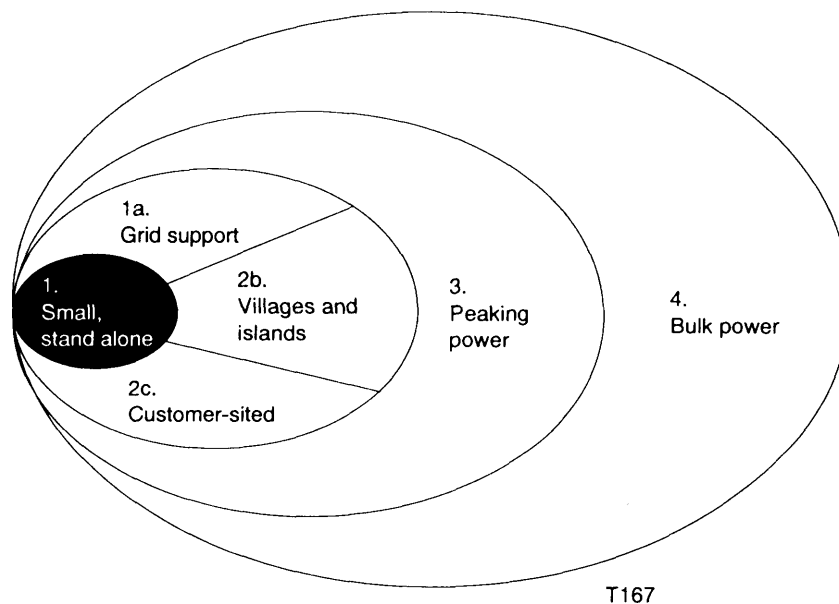 1a.
Grid support
1.
Small,
stand alone
2b.
Villages and
islands
2c.
Customer-sited
3.
Peaking
power
4.
Bulk power
T167